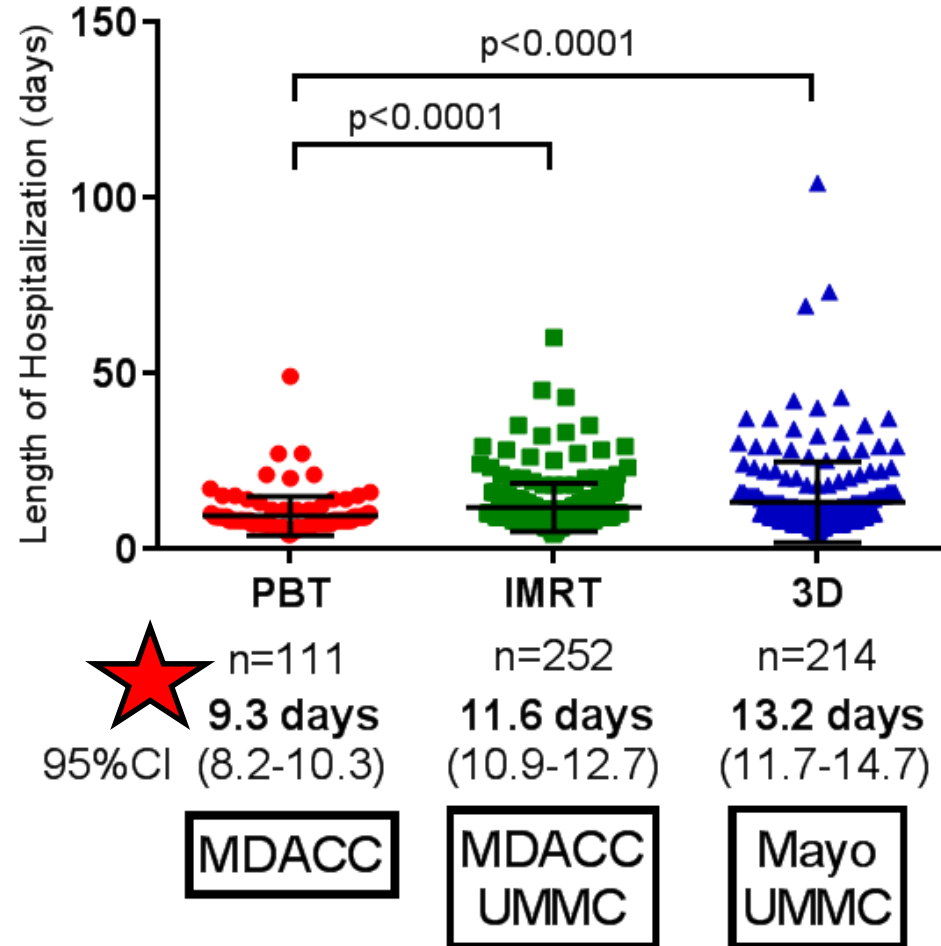 Length of Hospitalization (days)
150
100
50
0
p<0.0001
p<0.0001
PBT IMRT 3D
n=111 n=252 n=214
9.3 days 11.6 days 13.2 days
95%CI (8.2-10.3) (10.9-12.7) (11.7-14.7)
MDACC
MDACC
UMMC
Mayo
UMMC